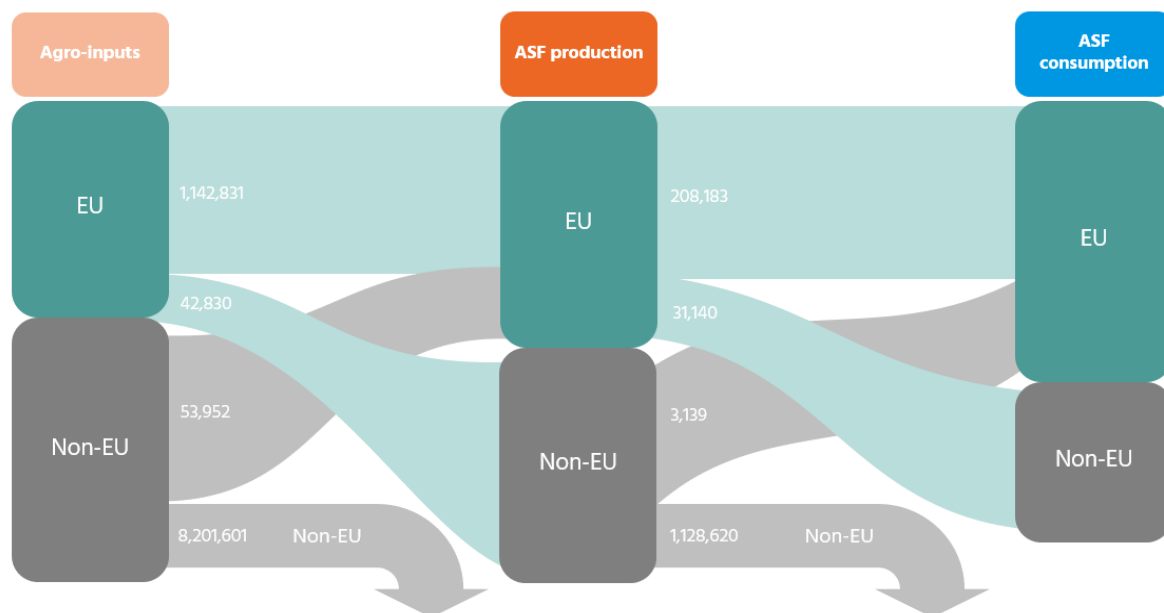 Agro-inputs
ASF production
ASF
consumption
EU
1,142,831
EU
208,183
EU
42,830
31,140
53,952
3,139
Non-EU
Non-EU
Non-EU
8,201,601
Non-EU
1,128,620
Non-EU